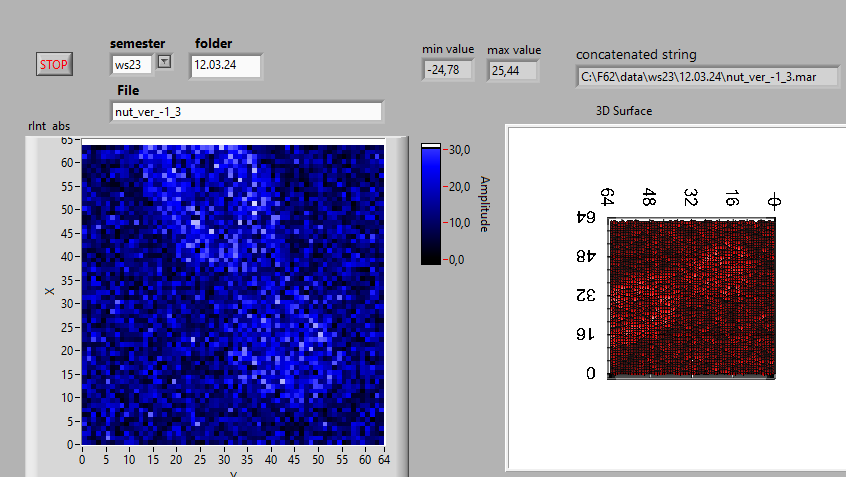 semester
folder
STOP
ws23
12.03.24
File
nut_ver_-1_3
min value
max value
-24,78
25,44
concatenated string
C:\F62\data\ws23\12.03.24\nut_ver_-1_3.mar
rInt abs
65
60
55
50
45
40
35
30
25
20
15
10
5
0
X
0 5 10 15 20 25 30 35 40 45 50 55 60 64
Y
30,0
20,0
10,0
0,0
Amplitude
3D Surface
64 48 32 16 0
64
48
32
16
0